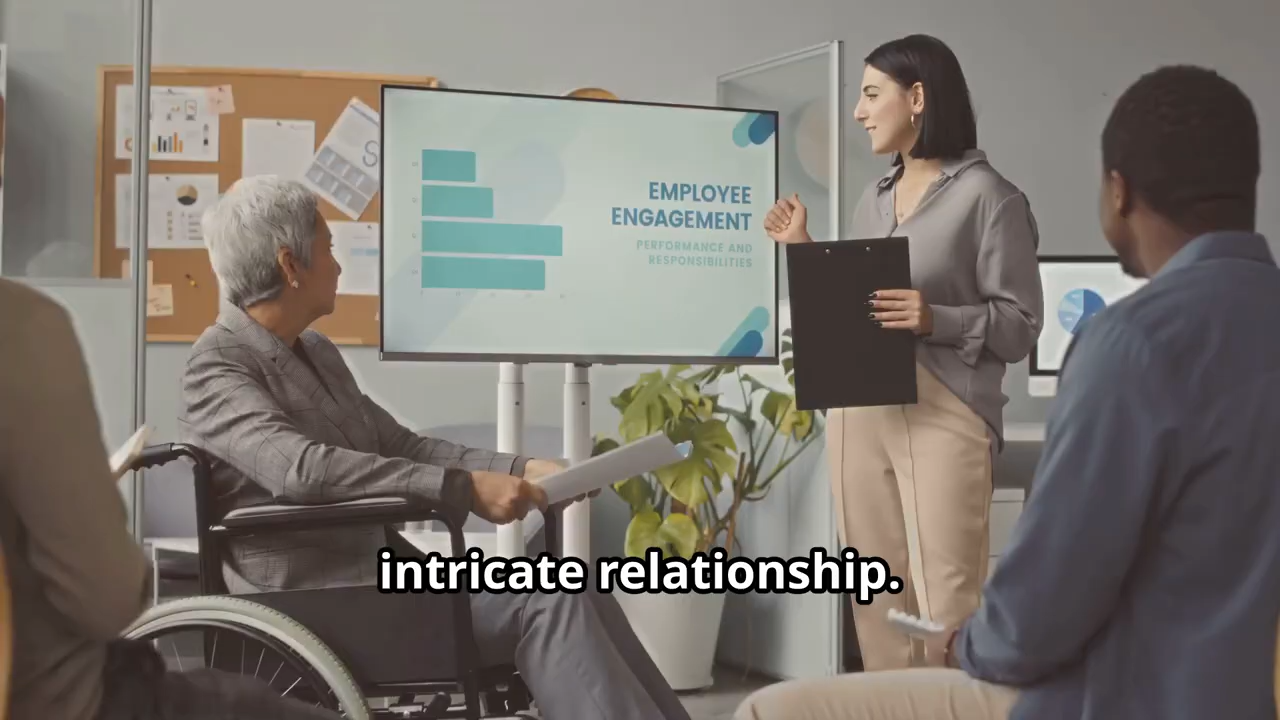 EMPLOYEE
ENGAGEMENT
PERFORMANCE AND
RESPONSIBILITIES
intricate relationship.